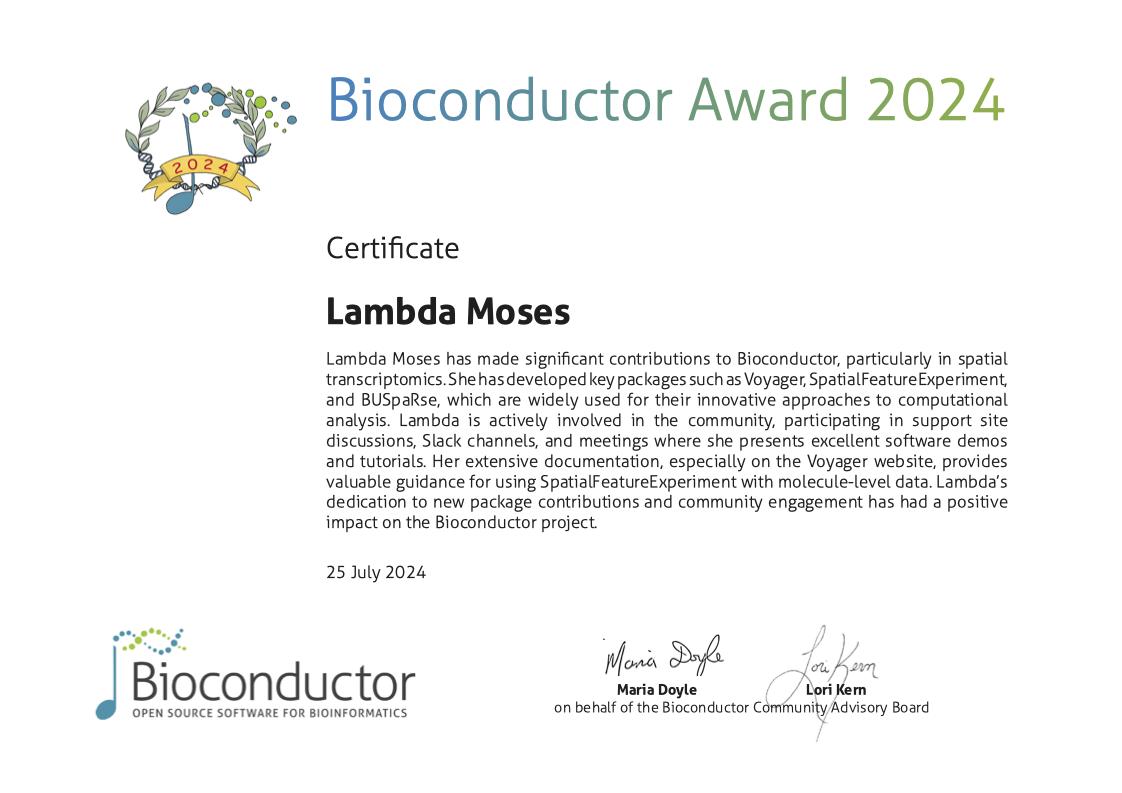 Bioconductor Award 2024
2024
Certificate
Lambda Moses
Lambda Moses has made significant contributions to Bioconductor, particularly in spatial
transcriptomics. She has developed key packages such as Voyager, SpatialFeatureExperiment,
and BUSpaRse, which are widely used for their innovative approaches to computational
analysis. Lambda is actively involved in the community, participating in support site
discussions, Slack channels, and meetings where she presents excellent software demos
and tutorials. Her extensive documentation, especially on the Voyager website, provides
valuable guidance for using SpatialFeatureExperiment with molecule-level data. Lambda's
dedication to new package contributions and community engagement has had a positive
impact on the Bioconductor project.
25 July 2024
Bioconductor
OPEN SOURCE SOFTWARE FOR BIOINFORMATICS
Maria Doyle
Lori Kern
Maria Doyle
Lori Kern
on behalf of the Bioconductor Community Advisory Board